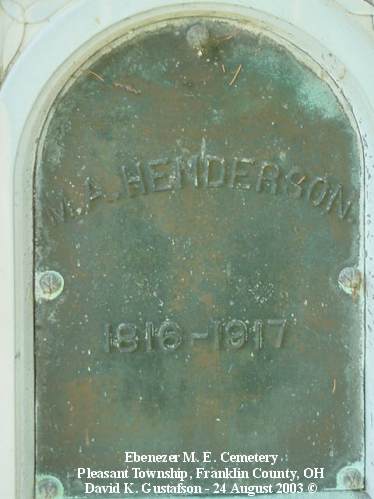 M. A. HENDERSON.
1816-1917
Ebenezer M. E. Cemetery
Pleasant Township, Franklin County, OH
David K. Gustafson - 24 August 2003 ©